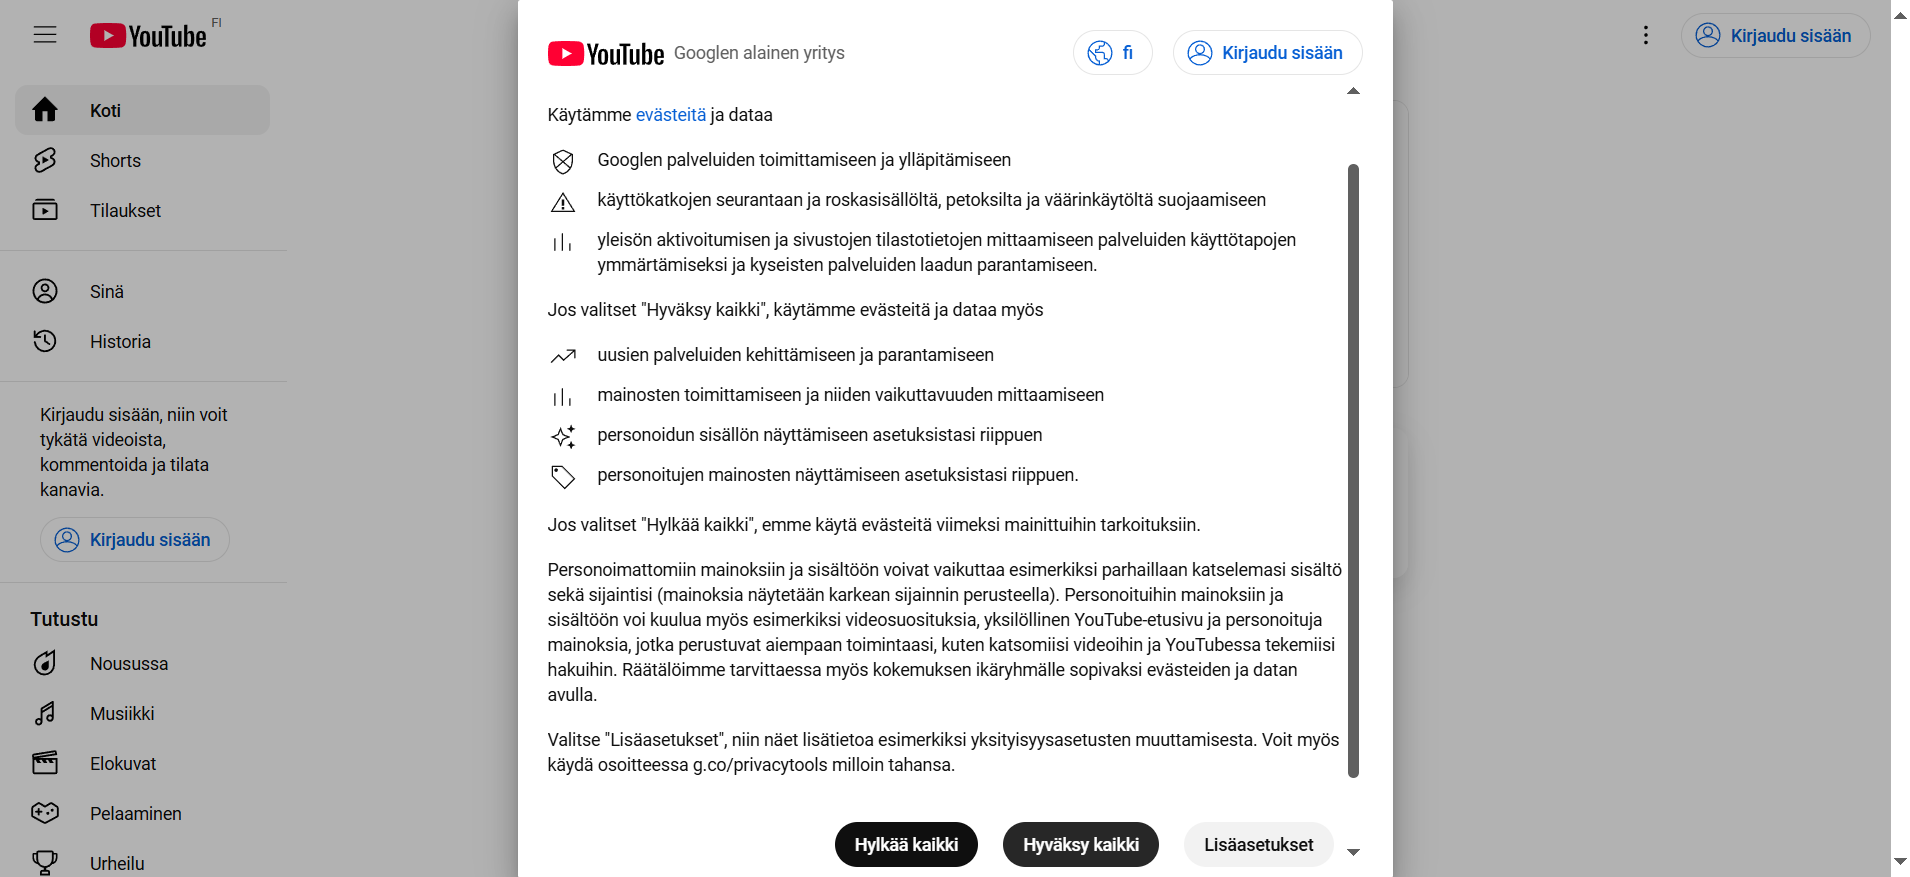 YouTube FI
Koti
Shorts
Tilaukset
Sinä
Historia
Kirjaudu sisään, niin voit
tykätä videoista,
kommentoida ja tilata
kanavia.
Kirjaudu sisään
Tutustu
Nousussa
Musiikki
Elokuvat
Pelaaminen
Urheilu
YouTube Googlen alainen yritys
fi
Kirjaudu sisään
Käytämme evästeitä ja dataa
Googlen palveluiden toimittamiseen ja ylläpitämiseen
käyttökatkojen seurantaan ja roskasisällöltä, petoksilta ja väärinkäytöltä suojaamiseen
yleisön aktivoitumisen ja sivustojen tilastotietojen mittaamiseen palveluiden käyttötapojen
ymmärtämiseksi ja kyseisten palveluiden laadun parantamiseen.
Jos valitset "Hyväksy kaikki", käytämme evästeitä ja dataa myös
uusien palveluiden kehittämiseen ja parantamiseen
mainosten toimittamiseen ja niiden vaikuttavuuden mittaamiseen
personoidun sisällön näyttämiseen asetuksistasi riippuen
personoitujen mainosten näyttämiseen asetuksistasi riippuen.
Jos valitset "Hylkää kaikki", emme käytä evästeitä viimeksi mainittuihin tarkoituksiin.
Personoimattomiin mainoksiin ja sisältöön voivat vaikuttaa esimerkiksi parhaillaan katselemasi sisältö
sekä sijaintisi (mainoksia näytetään karkean sijainnin perusteella). Personoituihin mainoksiin ja
sisältöön voi kuulua myös esimerkiksi videosuosituksia, yksilöllinen YouTube-etusivu ja personoituja
mainoksia, jotka perustuvat aiempaan toimintaasi, kuten katsomiisi videoihin ja YouTubessa tekemiisi
hakuihin. Räätälöimme tarvittaessa myös kokemuksen ikäryhmälle sopivaksi evästeiden ja datan
avulla.
Valitse "Lisäasetukset", niin näet lisätietoa esimerkiksi yksityisyysasetusten muuttamisesta. Voit myös
käydä osoitteessa g.co/privacytools milloin tahansa.
Hylkää kaikki
Hyväksy kaikki
Lisäasetukset
Kirjaudu sisään